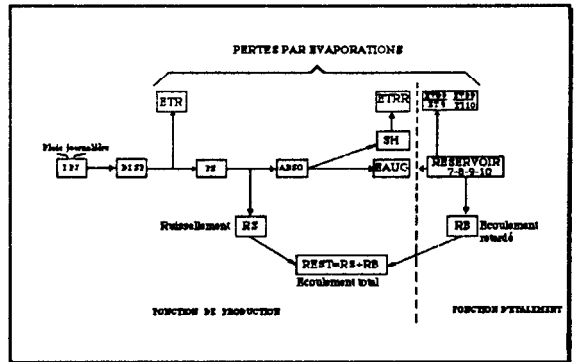 PERTES PAR EVAPORATIONS
ETR
ETRR
Pluie journalière
SH
DISP
PS
ABSO
EAUG
RESERVOIR
7-8-9-10
Ruissellement
RS
RB
Ecoulement
retardé
REST=RS+RB
Ecoulement total
FONCTION DE PRODUCTION
FONCTION D'ETALEMENT